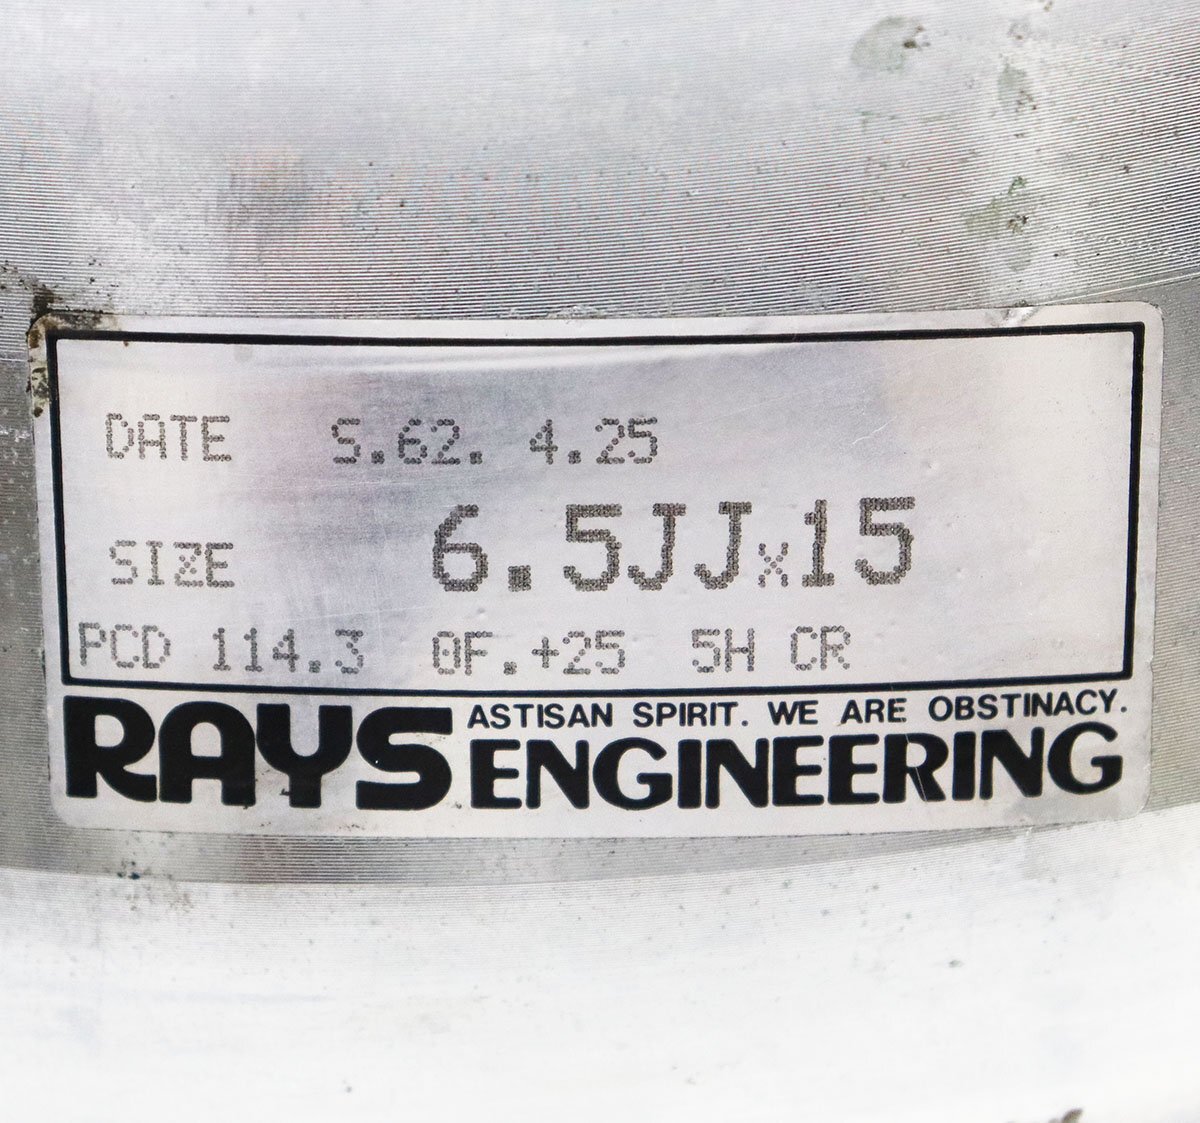 DATE S.62. 4.25
SIZE 6.5JJx15
PCD 114.3 OF.+25 5H CR
RAYS ASTISAN SPIRIT. WE ARE OBSTINACY.
ENGINEERING